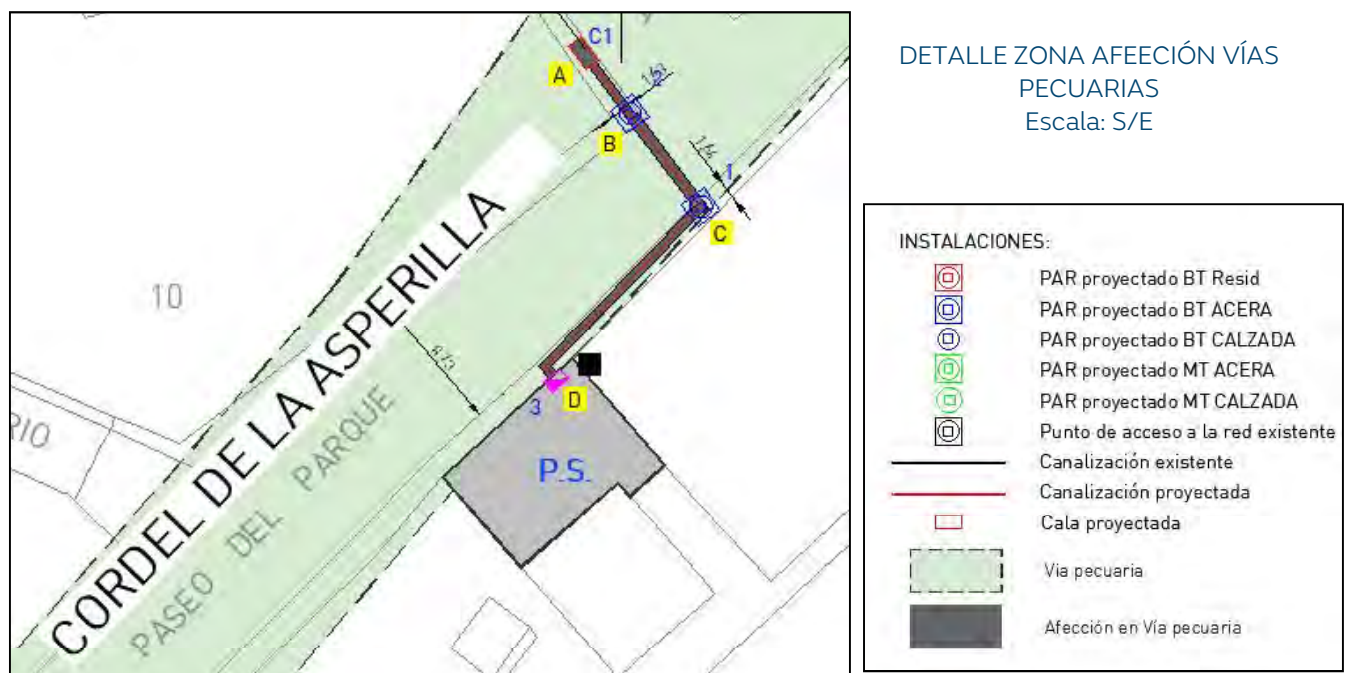 DETALLE ZONA AFEECIÓN VÍAS
PECUARIAS
Escala: S/E
C1
A
2
B
1
C
10
CORDEL DE LA ASPERILLA
PASEO DEL PARQUE
RIO
3
D
P.S.
INSTALACIONES:
PAR proyectado BT Resid
PAR proyectado BT ACERA
PAR proyectado BT CALZADA
PAR proyectado MT ACERA
PAR proyectado MT CALZADA
Punto de acceso a la red existente
Canalización existente
Canalización proyectada
Cala proyectada
Via pecuaria
Afección en Vía pecuaria